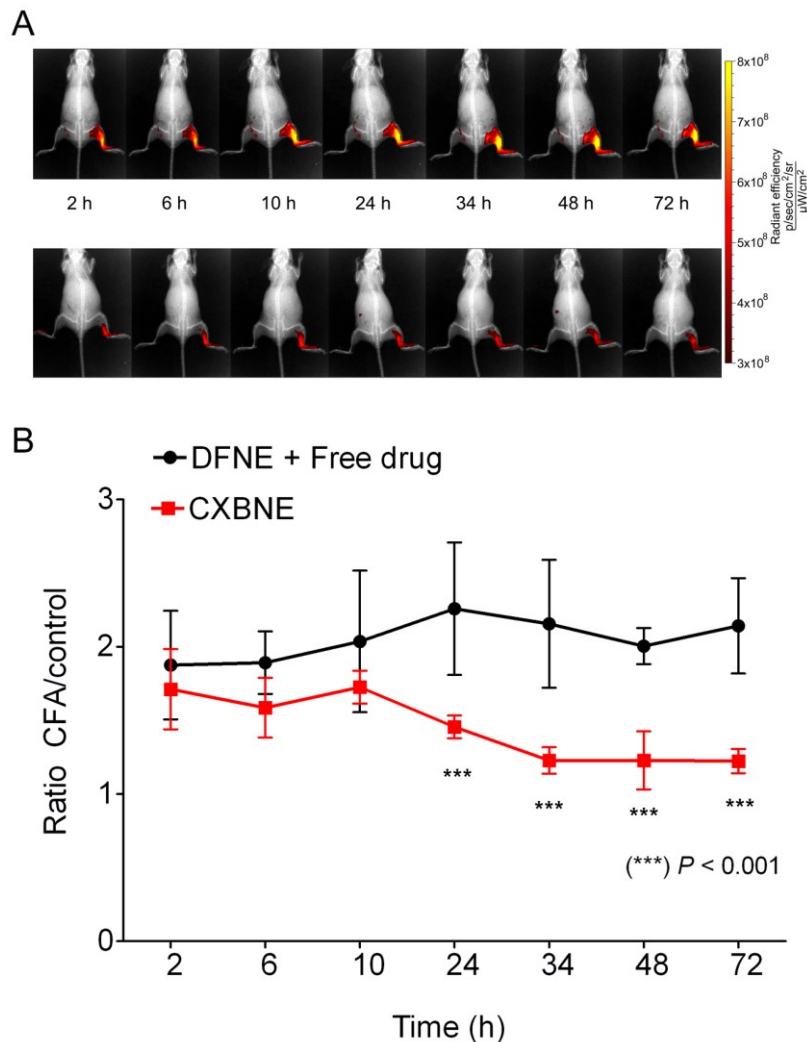 A
2 h 6 h 10 h 24 h 34 h 48 h 72 h
8x10⁸
7x10⁸
6x10⁸
5x10⁸
4x10⁸
3x10⁸
Radiant efficiency
p/sec/cm²/sr
µW/cm²
B
DFNE + Free drug
CXBNE
3
2
1
0
Ratio CFA/control
*** *** *** ***
(***) P < 0.001
2 6 10 24 34 48 72
Time (h)